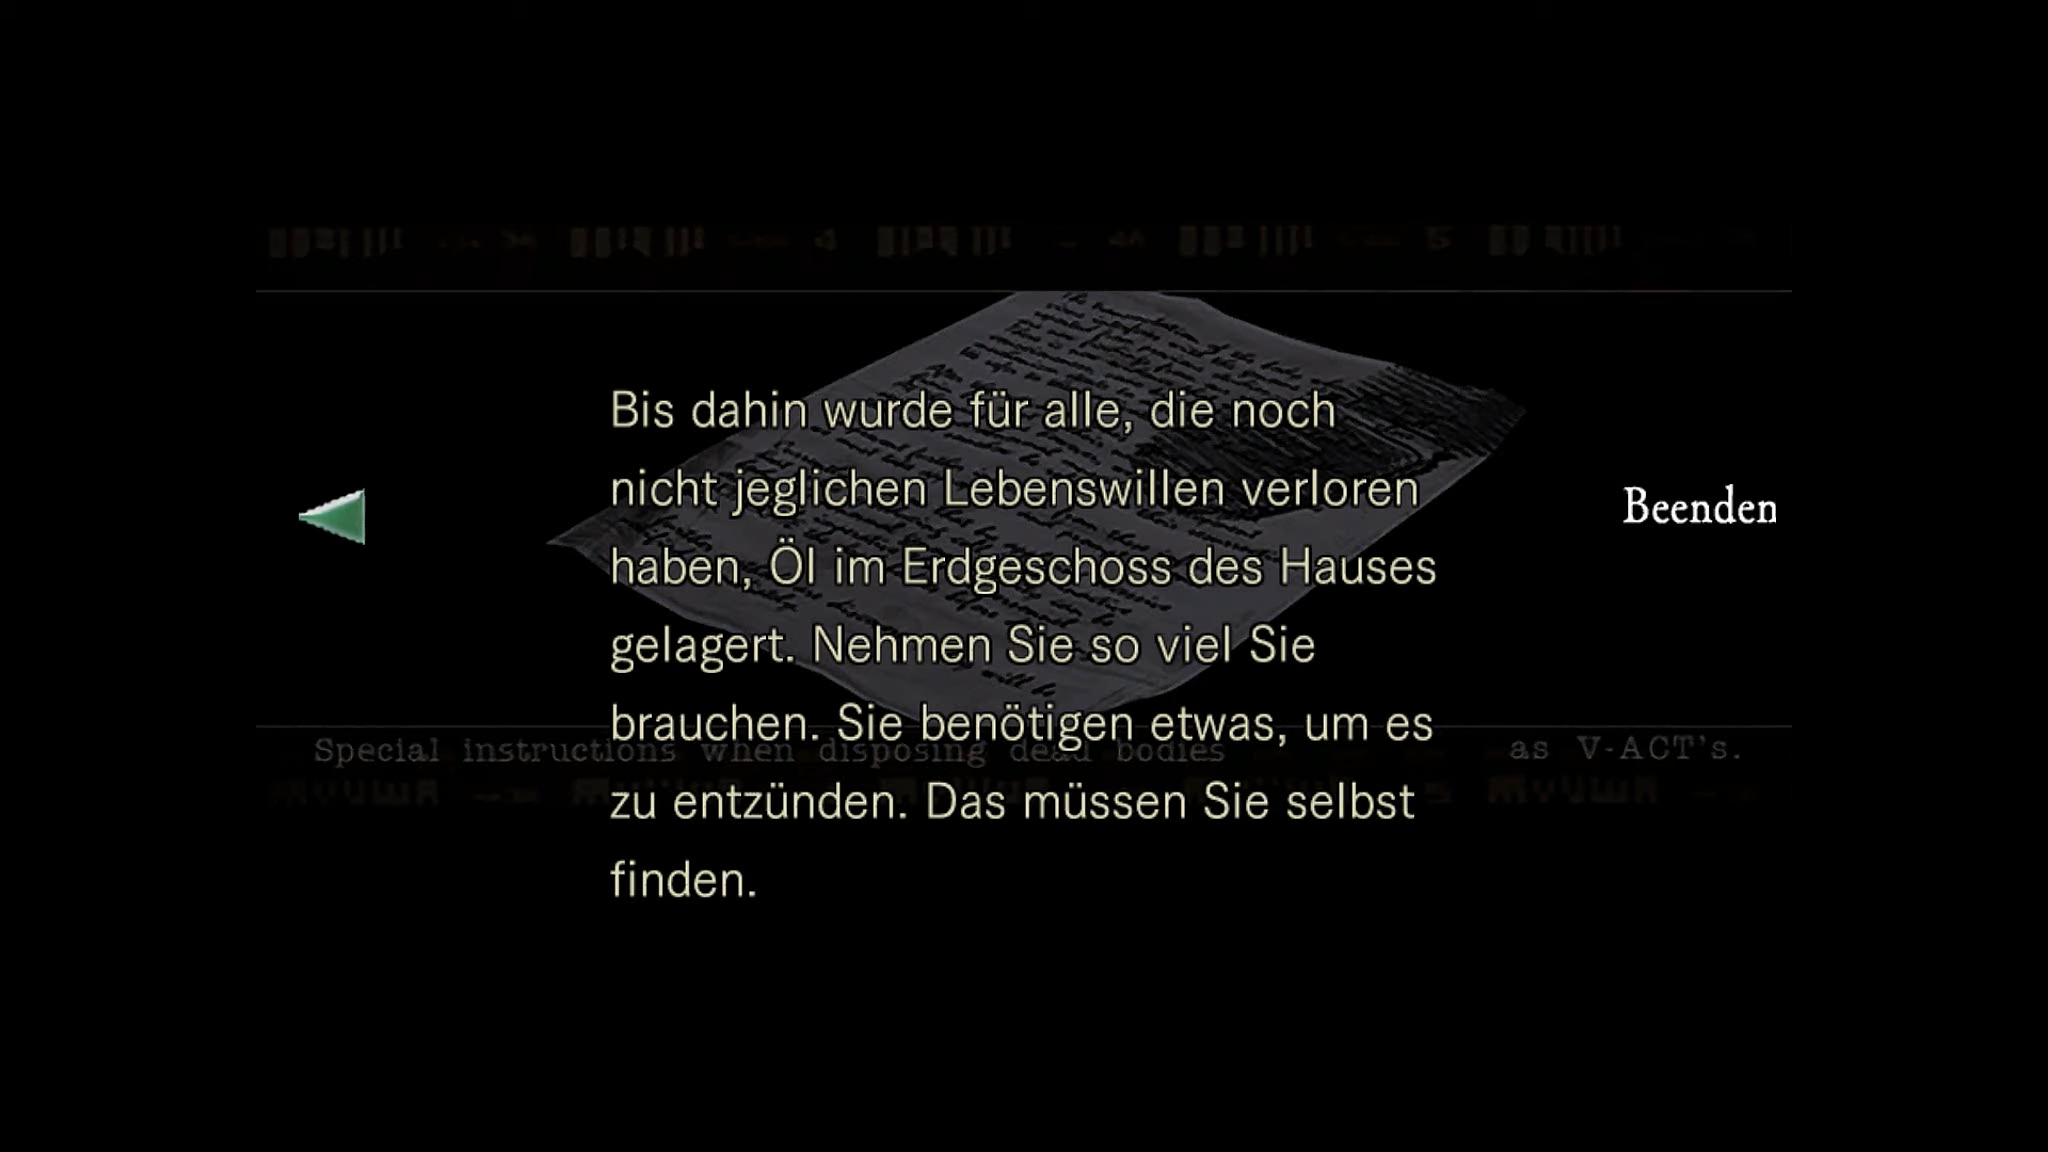 Bis dahin wurde für alle, die noch
nicht jeglichen Lebenswillen verloren
haben, Öl im Erdgeschoss des Hauses
gelagert. Nehmen Sie so viel Sie
brauchen. Sie benötigen etwas, um es
zu entzünden. Das müssen Sie selbst
finden.
Beenden
Special instructions when disposing dead bodies as V-ACT's.